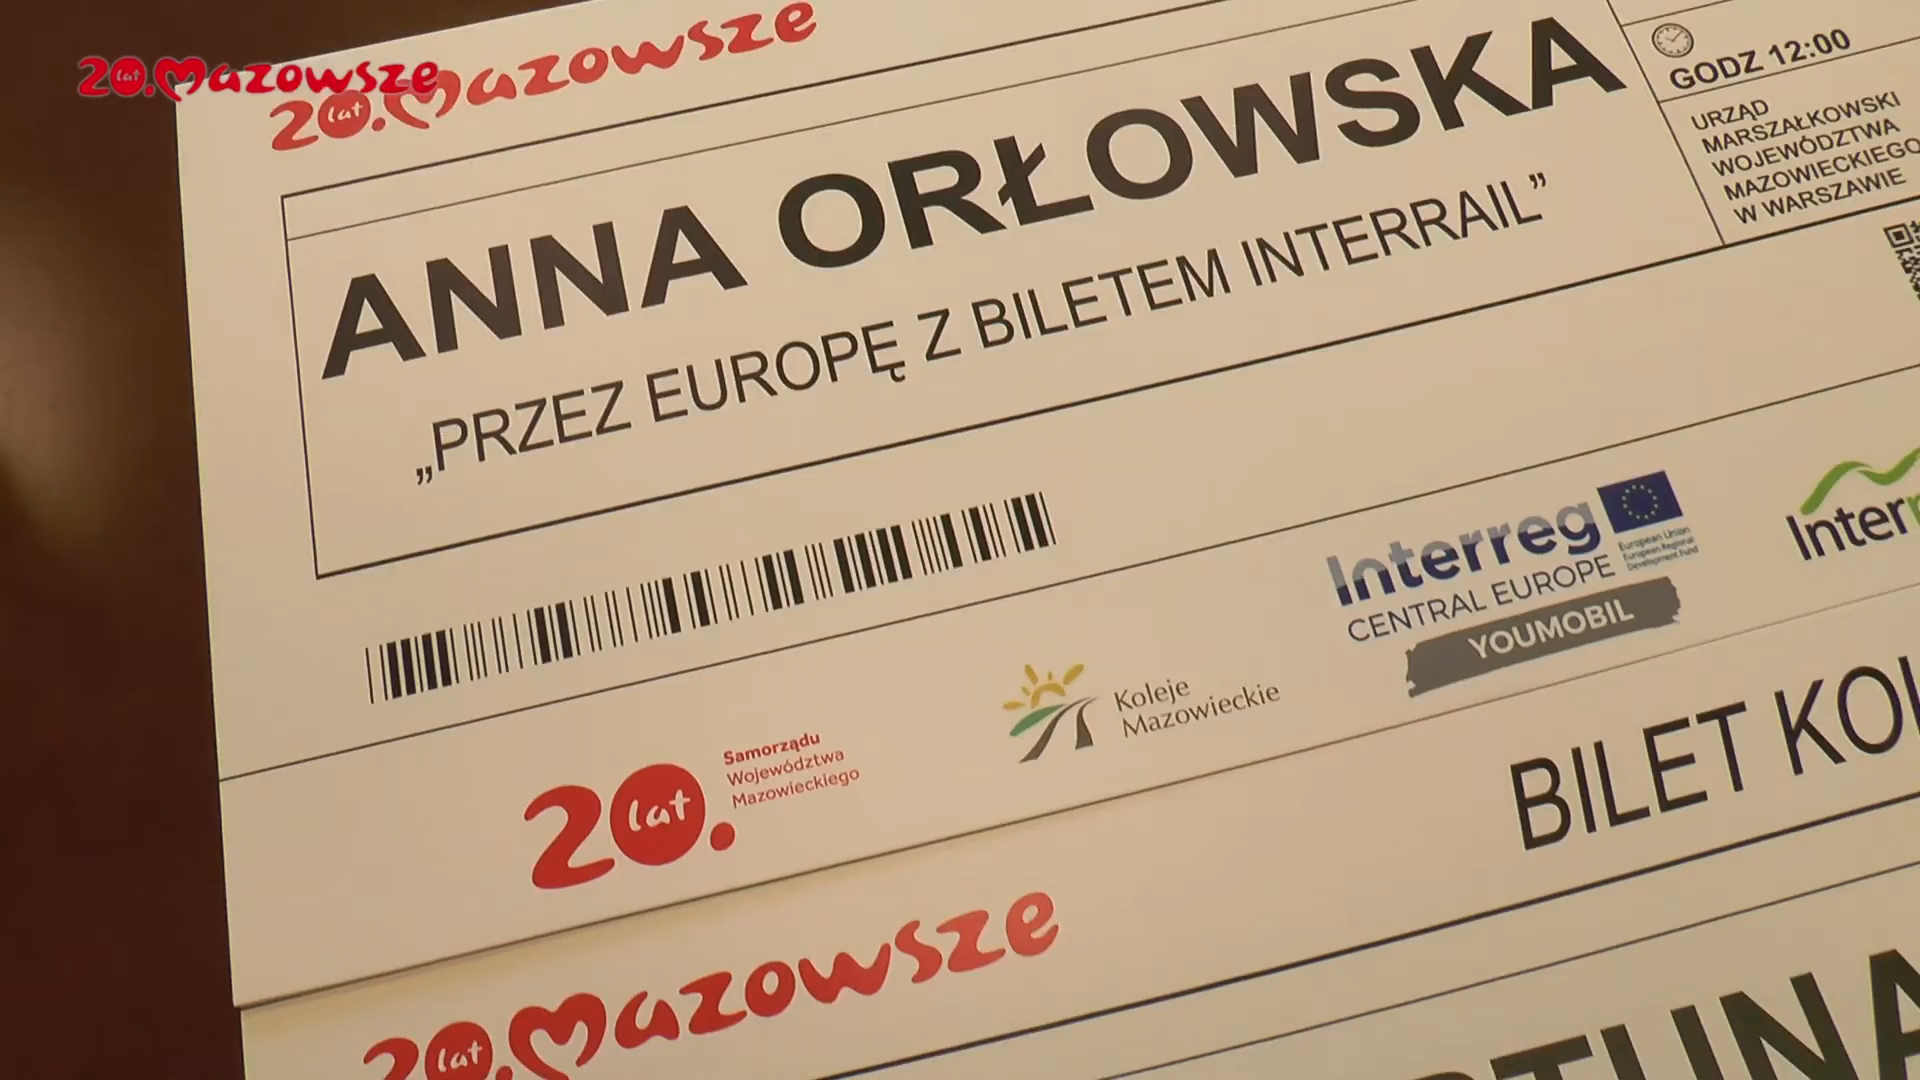 20 lat. Mazowsze
20 lat. Mazowsze
ANNA ORŁOWSKA
„PRZEZ EUROPĘ Z BILETEM INTERRAIL”
GODZ 12:00
URZĄD
MARSZAŁKOWSKI
WOJEWÓDZTWA
MAZOWIECKIEGO
W WARSZAWIE
Interreg
CENTRAL EUROPE
YOUMOBIL
European Union
European Regional
Development Fund
Koleje
Mazowieckie
20 lat.
Samorządu
Województwa
Mazowieckiego
BILET
20 lat. Mazowsze